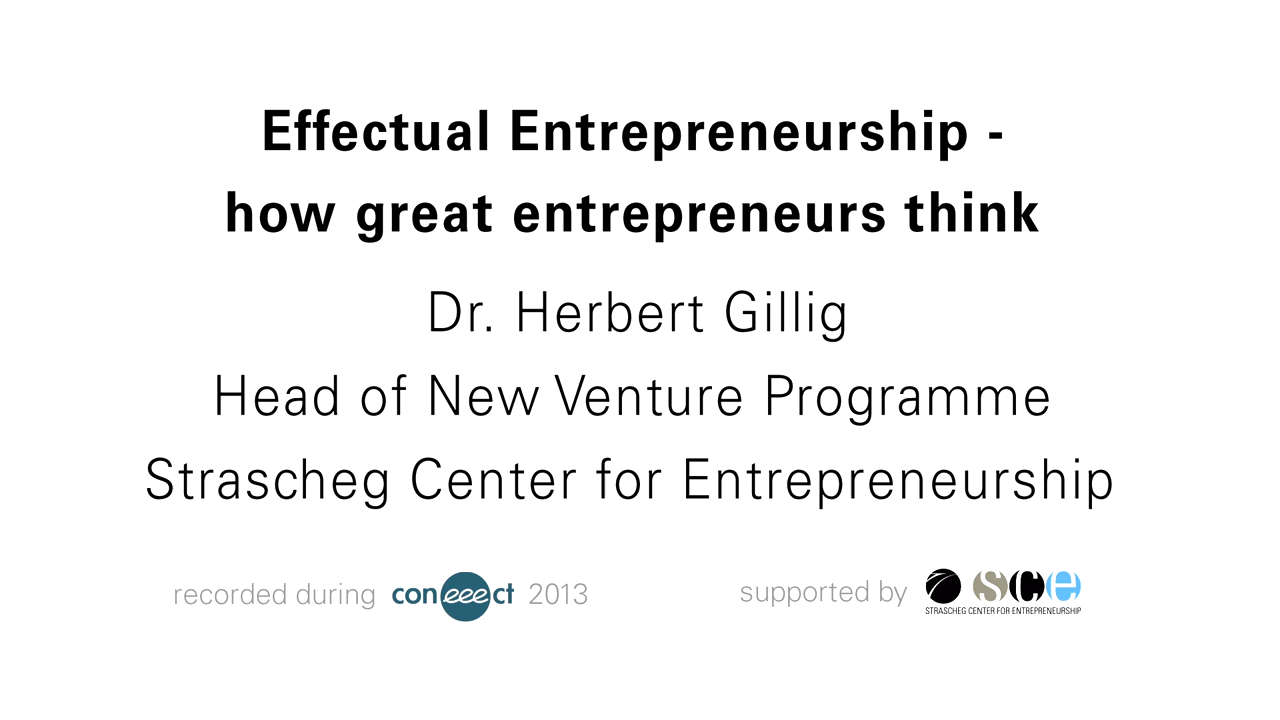 Effectual Entrepreneurship -
how great entrepreneurs think
Dr. Herbert Gillig
Head of New Venture Programme
Strascheg Center for Entrepreneurship
recorded during coneeect 2013
supported by sce
STRASCHEG CENTER FOR ENTREPRENEURSHIP